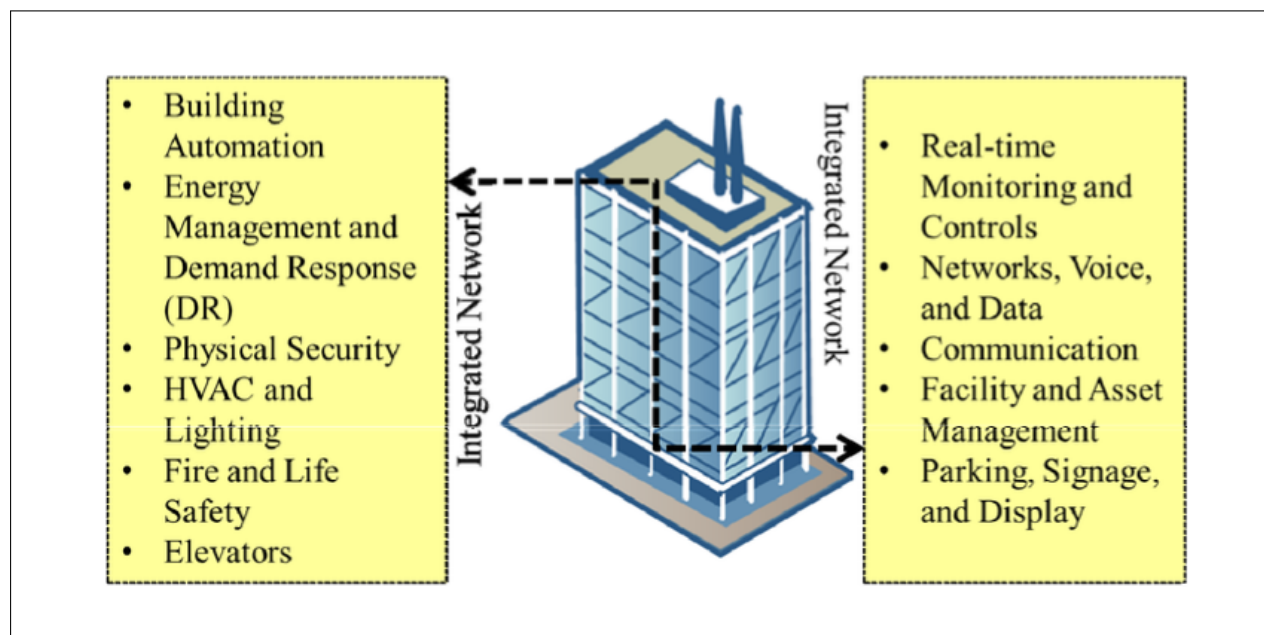 • Building
Automation
• Energy
Management and
Demand Response
(DR)
• Physical Security
• HVAC and
Lighting
• Fire and Life
Safety
• Elevators
Integrated Network
Integrated Network
• Real-time
Monitoring and
Controls
• Networks, Voice,
and Data
• Communication
• Facility and Asset
Management
• Parking, Signage,
and Display